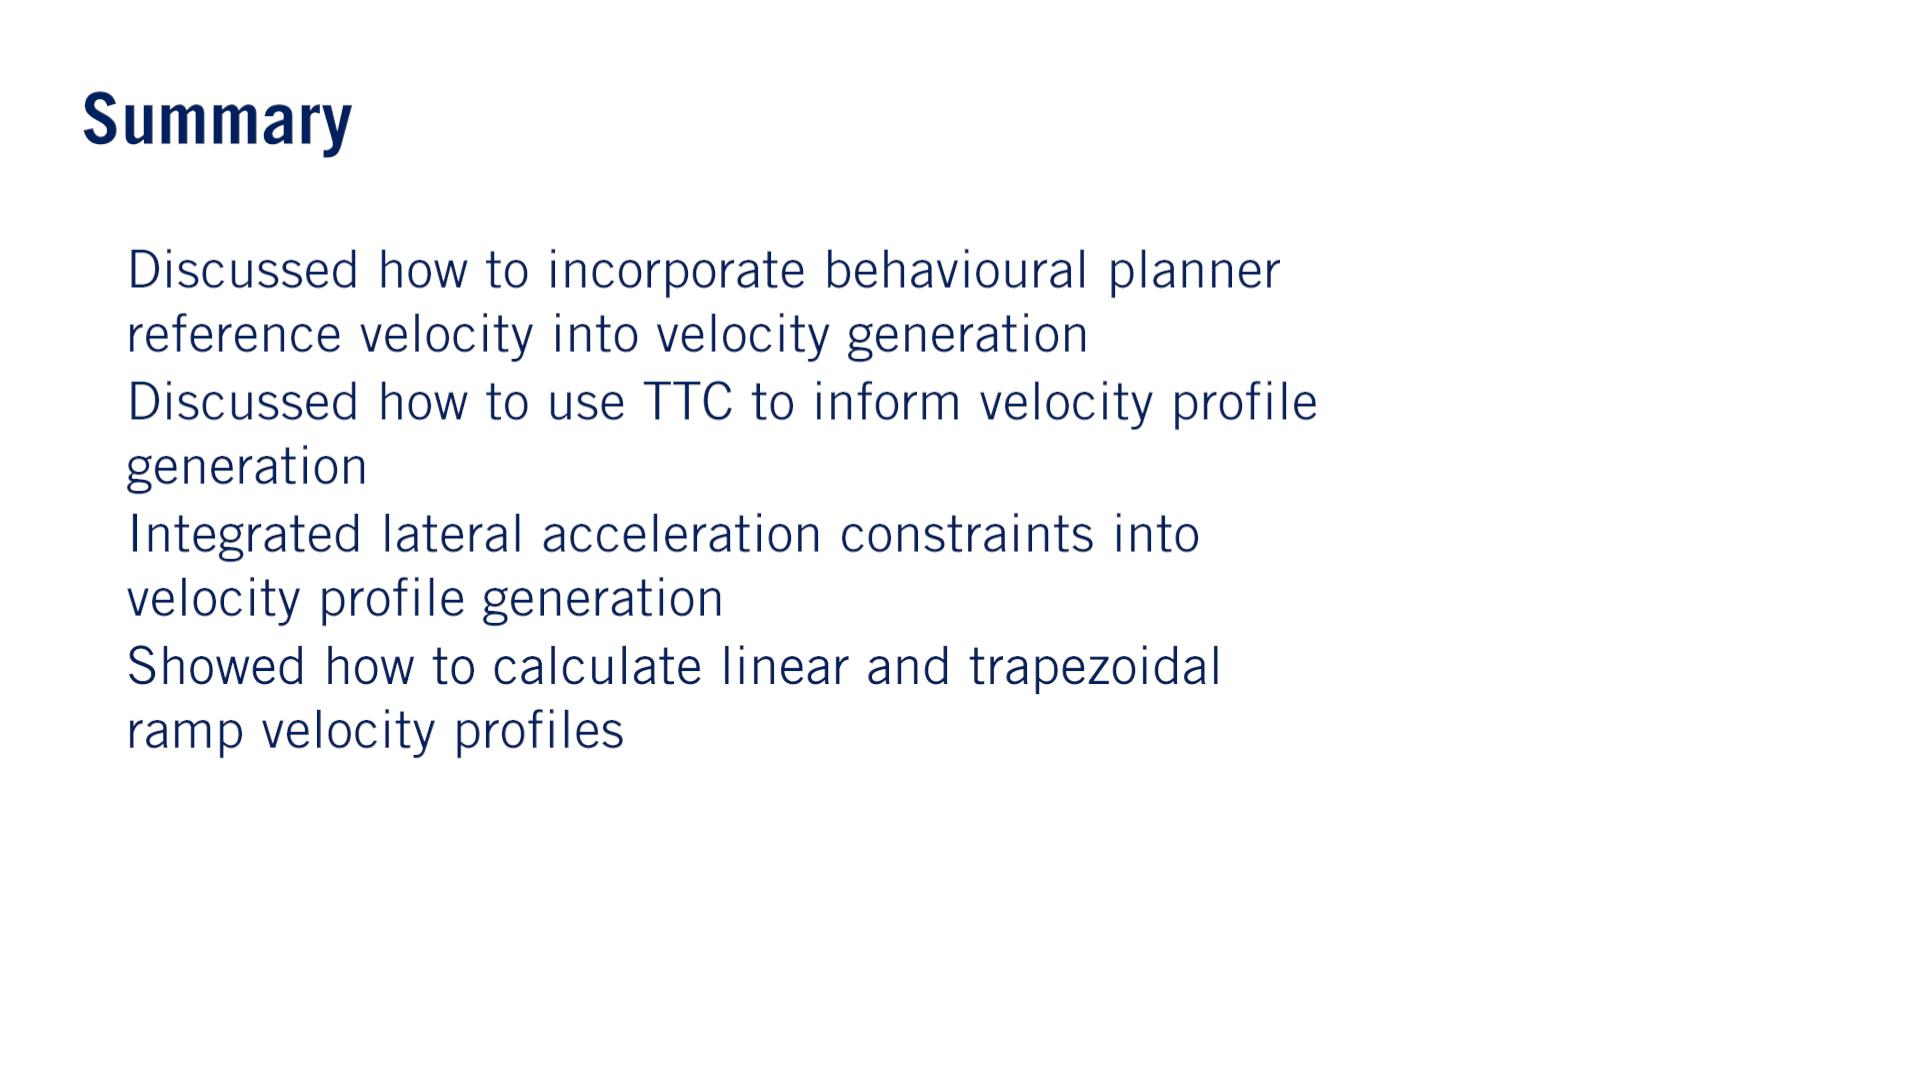 Summary
Discussed how to incorporate behavioural planner
reference velocity into velocity generation
Discussed how to use TTC to inform velocity profile
generation
Integrated lateral acceleration constraints into
velocity profile generation
Showed how to calculate linear and trapezoidal
ramp velocity profiles